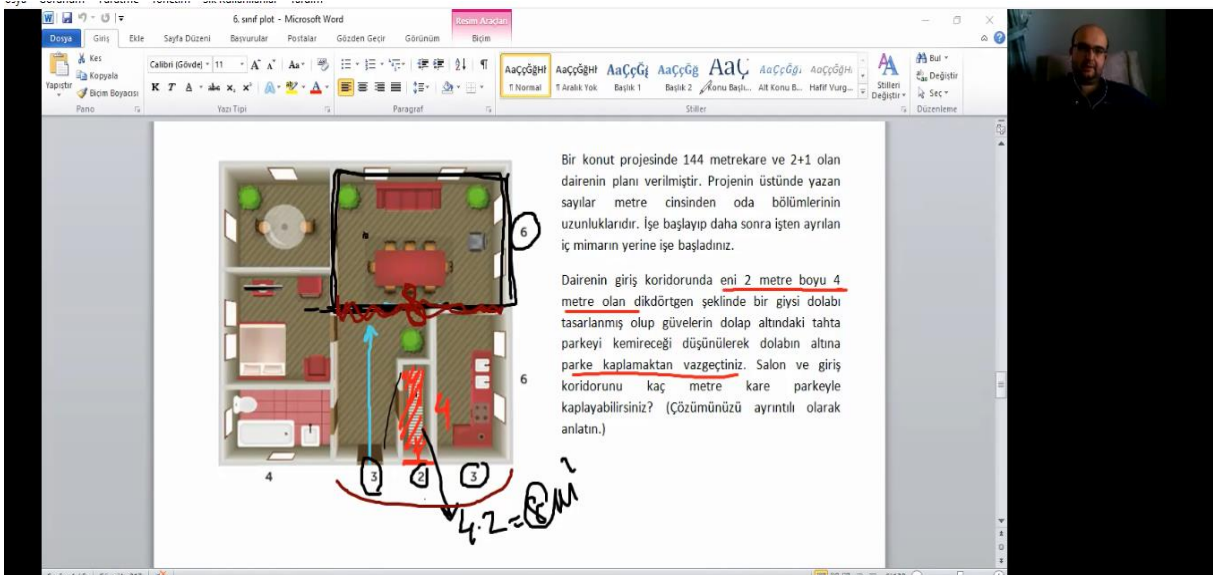 6. sınıf plot - Microsoft Word
Resim Araçları
Dosya Giriş Ekle Sayfa Düzeni Başvurular Postalar Gözden Geçir Görünüm Biçim
Kes
Kopyala
Biçim Boyacısı
Yapıştır
Pano
Calibri (Gövde) 11
K T A abc x, x²
Yazı Tipi
Paragraf
AaÇçĞğHt AaÇçĞğHt AaÇçĞğ AaÇçĞğ AaÇ AaÇçĞğ AaÇçĞğH
¶ Normal ¶ Aralık Yok Başlık 1 Başlık 2 Konu Başlı... Alt Konu B... Hafif Vurg...
Stiller
Stilleri Değiştir
Bul
Değiştir
Seç
Düzenleme
Bir konut projesinde 144 metrekare ve 2+1 olan
dairenin planı verilmiştir. Projenin üstünde yazan
sayılar metre cinsinden oda bölümlerinin
uzunluklarıdır. İşe başlayıp daha sonra işten ayrılan
iç mimarın yerine işe başladınız.
Dairenin giriş koridorunda eni 2 metre boyu 4
metre olan dikdörtgen şeklinde bir giysi dolabı
tasarlanmış olup güvelerin dolap altındaki tahta
parkeyi kemireceği düşünülerek dolabın altına
parke kaplamaktan vazgeçtiniz. Salon ve giriş
koridorunu kaç metre kare parkeyle
kaplayabilirsiniz? (Çözümünüzü ayrıntılı olarak
anlatın.)
6
8
6
4
4 3 2 3
4.2=8m²